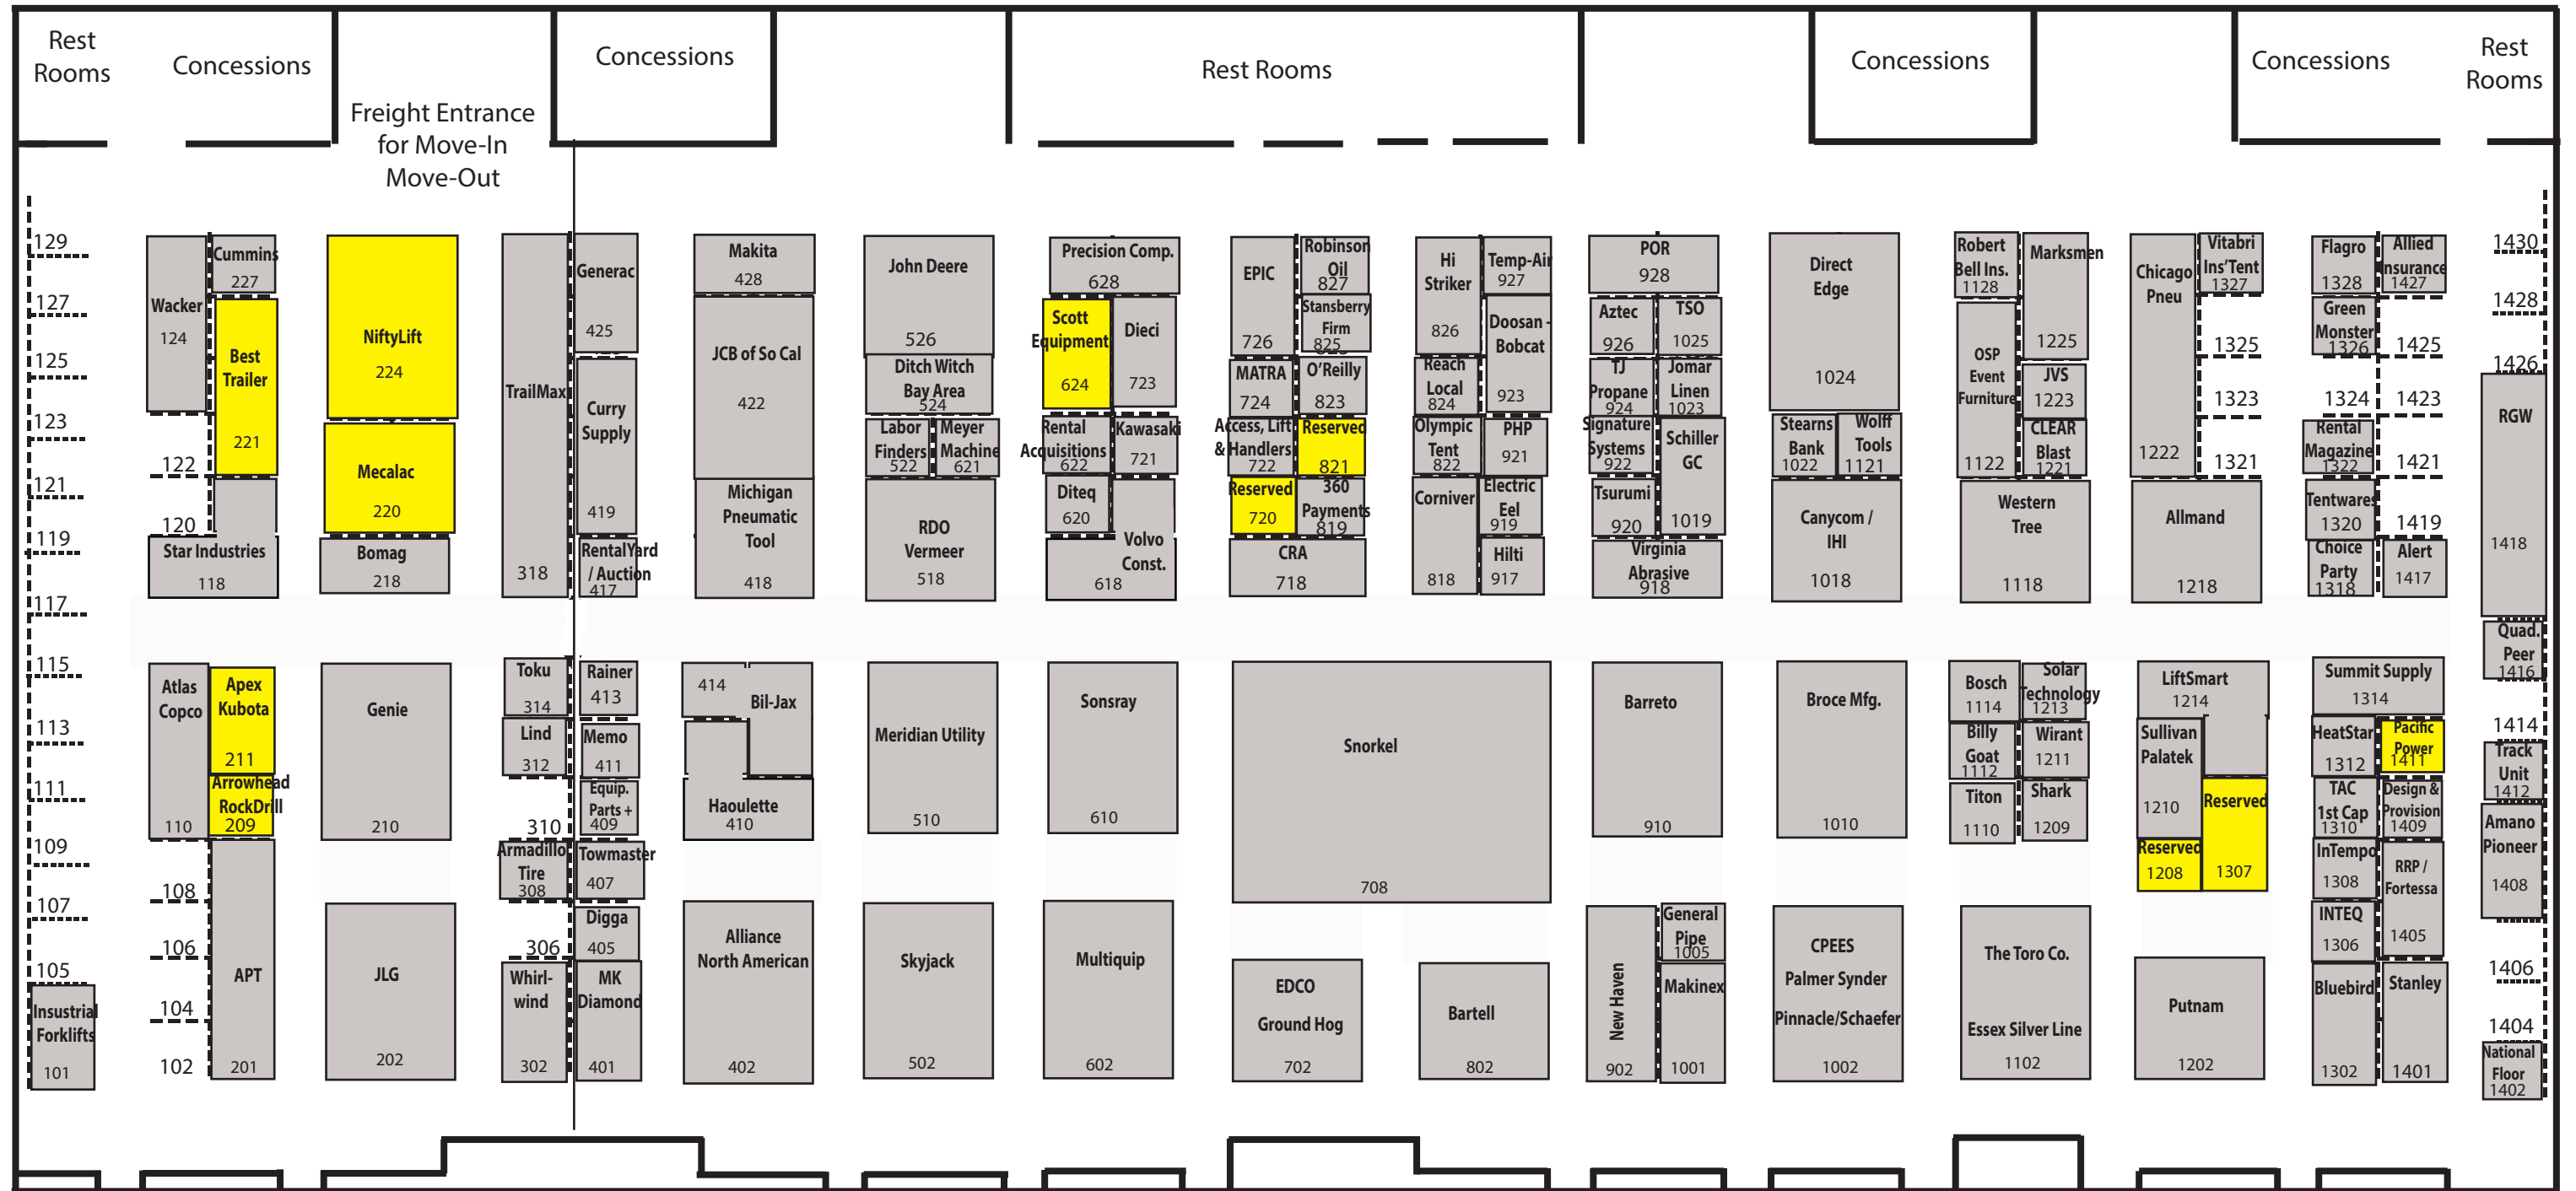 Rest
Rooms
Concessions
Freight Entrance
for Move-In
Move-Out
Concessions
Rest Rooms
Concessions
Concessions
Rest
Rooms
129
127
125
123
121
119
117
115
113
111
109
107
105
Insustrial
Forklifts
101
Wacker
124
122
120
Cummins
227
Best
Trailer
221
Star Industries
118
Atlas
Copco
110
Apex
Kubota
211
Arrowhead
RockDrill
209
108
106
104
102
APT
201
NiftyLift
224
Mecalac
220
Bomag
218
Genie
210
JLG
202
TrailMax
318
Generac
425
Curry
Supply
419
RentalYard
/ Auction
417
Toku
314
Lind
312
310
Armadillo
Tire
308
306
Whirl-
wind
302
Rainer
413
Memo
411
Equip.
Parts +
409
Towmaster
407
Digga
405
MK
Diamond
401
Makita
428
JCB of So Cal
422
Michigan
Pneumatic
Tool
418
414
Bil-Jax
Haoulette
410
Alliance
North American
402
John Deere
526
Ditch Witch
Bay Area
524
Labor
Finders
522
Meyer
Machine
621
RDO
Vermeer
518
Meridian Utility
510
Skyjack
502
Precision Comp.
628
Scott
Equipment
624
Dieci
723
Rental
Acquisitions
622
Kawasaki
721
Diteq
620
Volvo
Const.
618
Sonsray
610
Multiquip
602
EPIC
726
Robinson
Oil
827
Stansberry
Firm
825
MATRA
724
O'Reilly
823
Access, Lift
& Handlers
722
Reserved
821
Reserved
720
360
Payments
819
CRA
718
Snorkel
708
EDCO
Ground Hog
702
Hi
Striker
826
Temp-Air
927
Doosan -
Bobcat
923
Reach
Local
824
Olympic
Tent
822
PHP
921
Corniver
818
Electric
Eel
919
Hilti
917
Bartell
802
POR
928
Aztec
926
TSO
1025
TJ
Propane
924
Jomar
Linen
1023
Signature
Systems
922
Schiller
GC
1019
Tsurumi
920
Virginia
Abrasive
918
Barreto
910
New Haven
902
General
Pipe
1005
Makinex
1001
Direct
Edge
1024
Stearns
Bank
1022
Wolff
Tools
1121
Canycom /
IHI
1018
Broce Mfg.
1010
CPEES
Palmer Synder
Pinnacle/Schaefer
1002
Robert
Bell Ins.
1128
Marksmen
1225
OSP
Event
Furniture
1122
JVS
1223
CLEAR
Blast
1221
Western
Tree
1118
Bosch
1114
Solar
Technology
1213
Billy
Goat
1112
Wirant
1211
Titon
1110
Shark
1209
The Toro Co.
Essex Silver Line
1102
Chicago
Pneu
1222
Vitabri
Ins'Tent
1327
1325
1323
1321
Allmand
1218
LiftSmart
1214
Sullivan
Palatek
1210
Reserved
1307
Reserved
1208
Putnam
1202
Flagro
1328
Allied
Insurance
1427
Green
Monster
1326
1425
1324
1423
Rental
Magazine
1322
1421
Tentwares
1320
1419
Choice
Party
1318
Alert
1417
Summit Supply
1314
HeatStar
1312
Pacific
Power
1411
TAC
1st Cap
1310
Design &
Provision
1409
InTempo
1308
RRP /
Fortessa
1405
INTEQ
1306
Bluebird
1302
Stanley
1401
1430
1428
1426
RGW
1418
Quad.
Peer
1416
1414
Track
Unit
1412
Amano
Pioneer
1408
1406
1404
National
Floor
1402